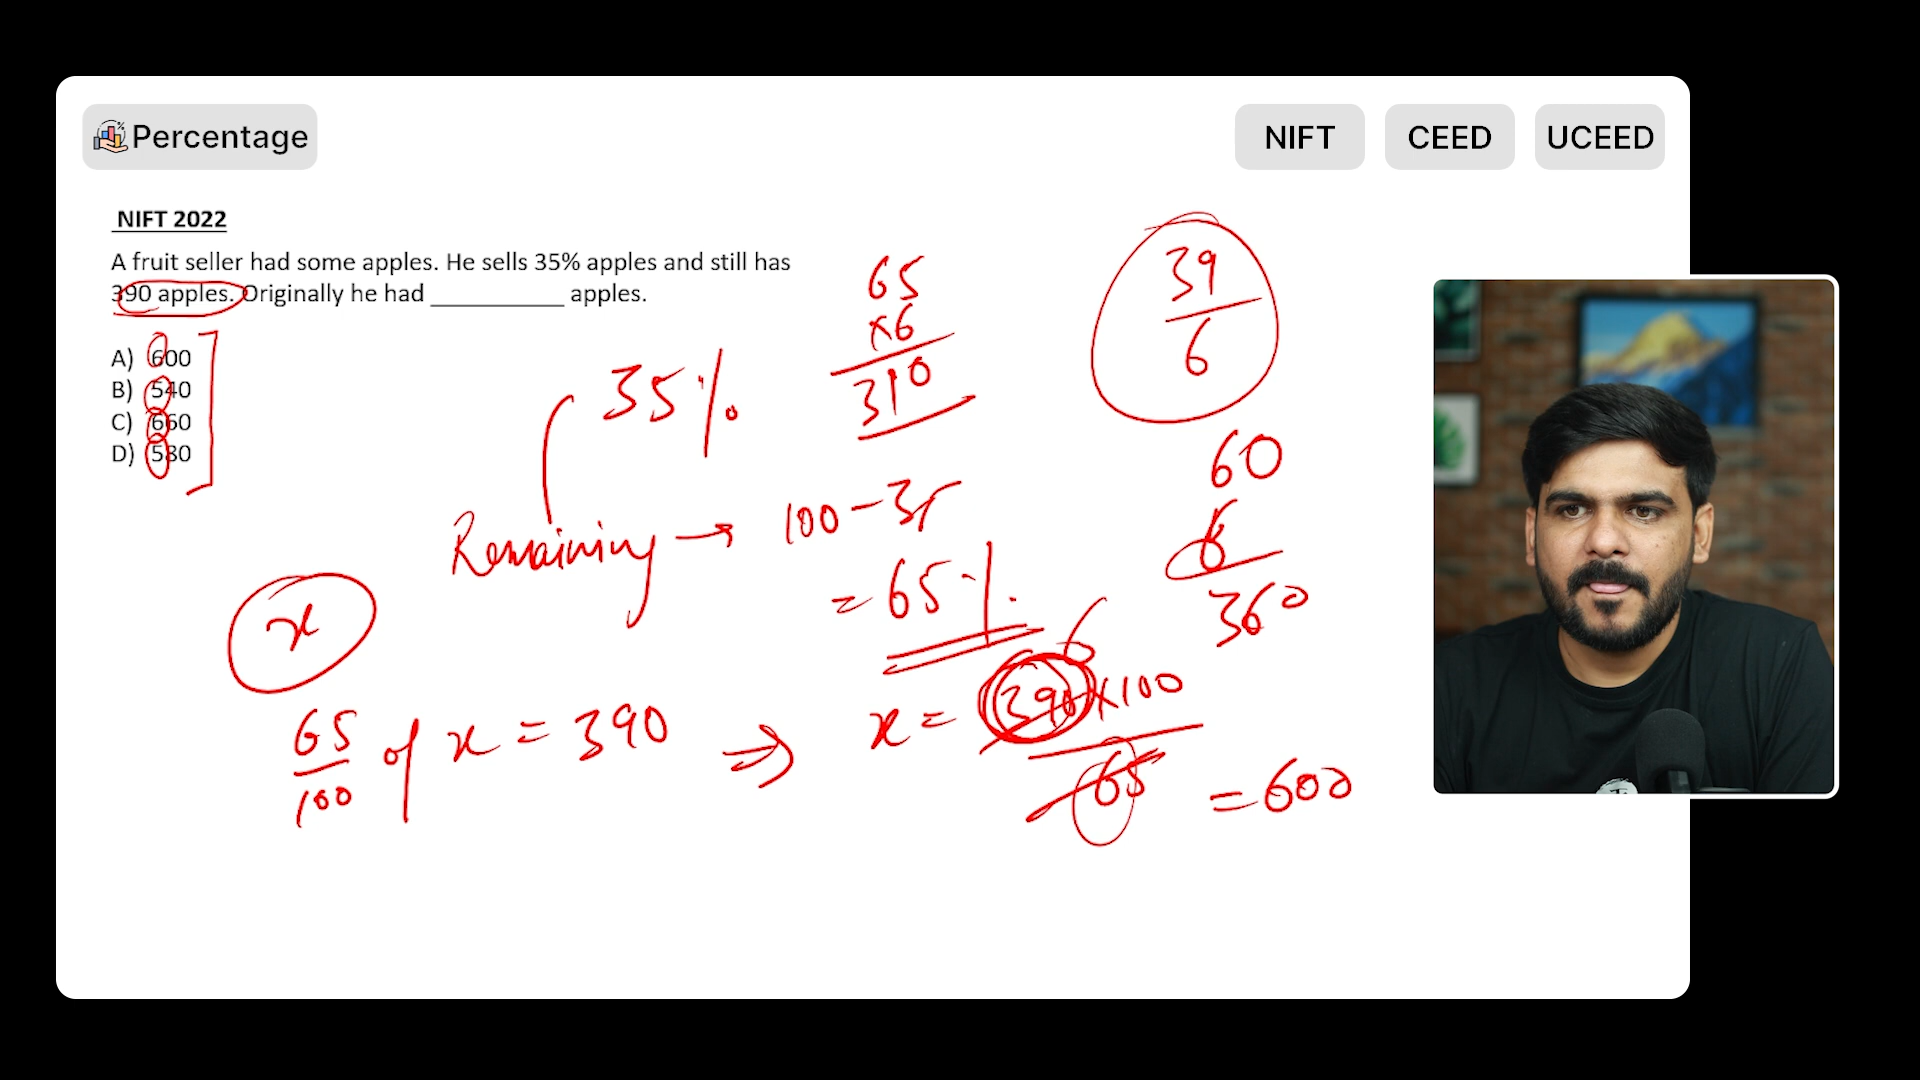 Percentage
NIFT CEED UCEED
NIFT 2022
A fruit seller had some apples. He sells 35% apples and still has
390 apples. Originally he had ____________ apples.
A) 600
B) 540
C) 660
D) 580
35%
65
×6
390
39
6
60
6
360
Remaining → 100-35
= 65%
x
65/100 of x = 390 ⇒ x = 390×100/65 = 600
6